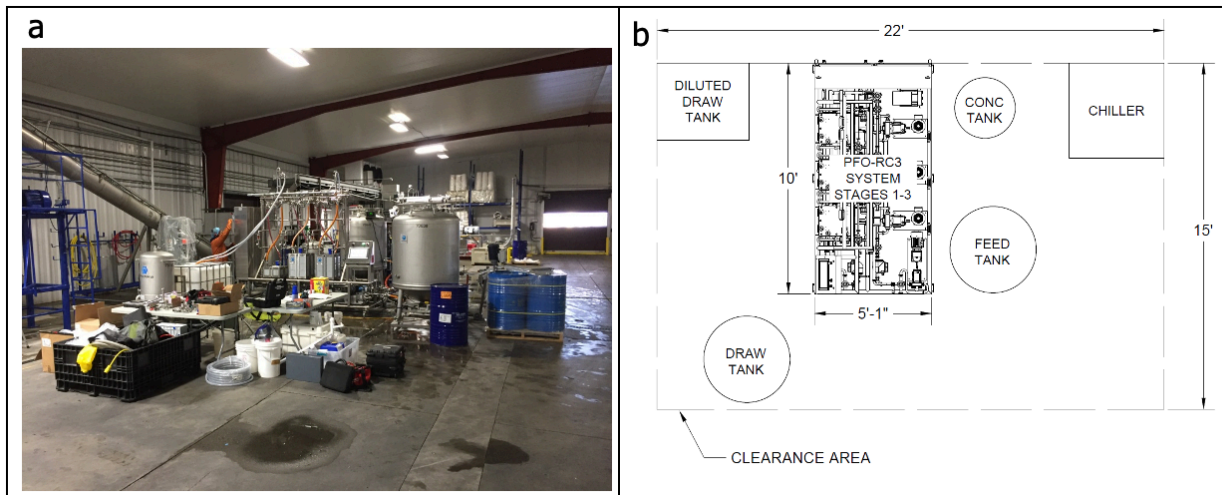 a
b
22'
DILUTED
DRAW
TANK
CONC
TANK
CHILLER
PFO-RC3
SYSTEM
STAGES 1-3
10'
15'
FEED
TANK
5'-1"
DRAW
TANK
CLEARANCE AREA